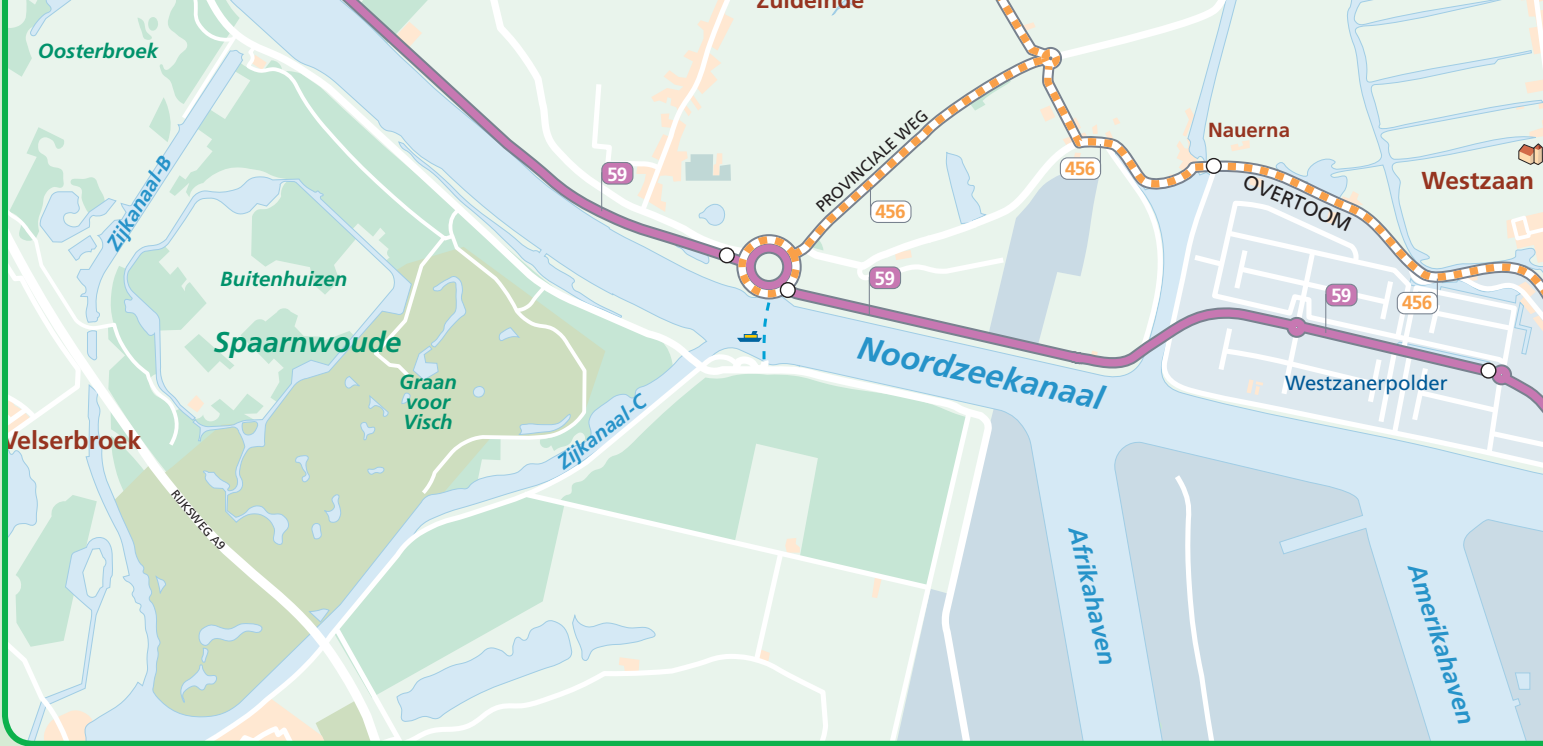 Zuideinde
Oosterbroek
PROVINCIALE WEG
Nauerna
456
Zijkanaal-B
59
Westzaan
OVERTOOM
456
Buitenhuizen
59
59
456
Spaarnwoude
Noordzeekanaal
Graan
voor
Visch
Westzanerpolder
Zijkanaal-C
Velserbroek
RIJKSWEG A9
Afrikahaven
Amerikahaven